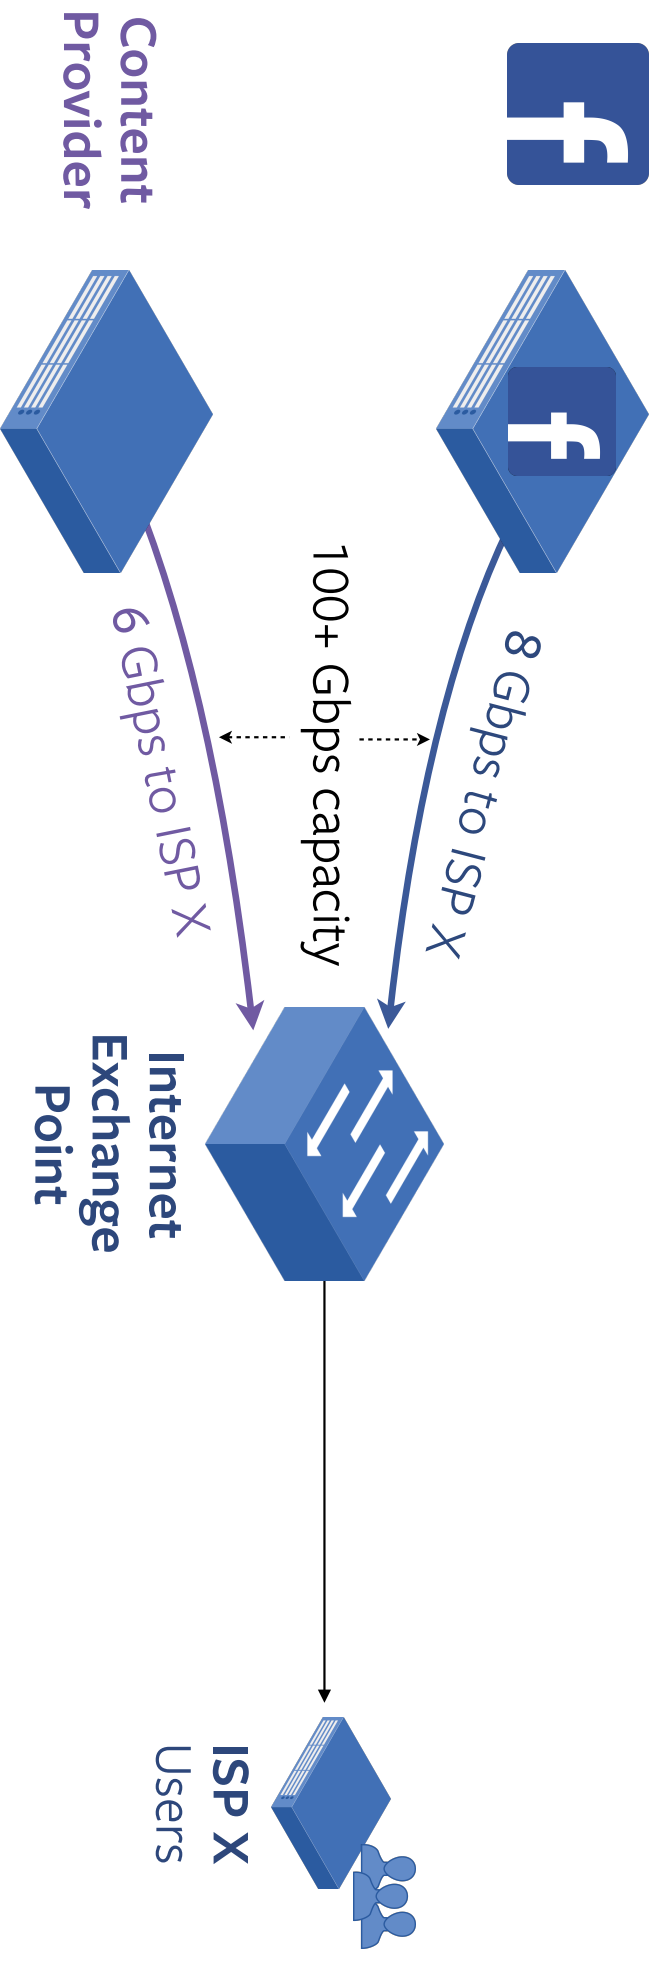 8 Gbps to ISP X
100+ Gbps capacity
6 Gbps to ISP X
Content
Provider
Internet
Exchange
Point
ISP X
Users